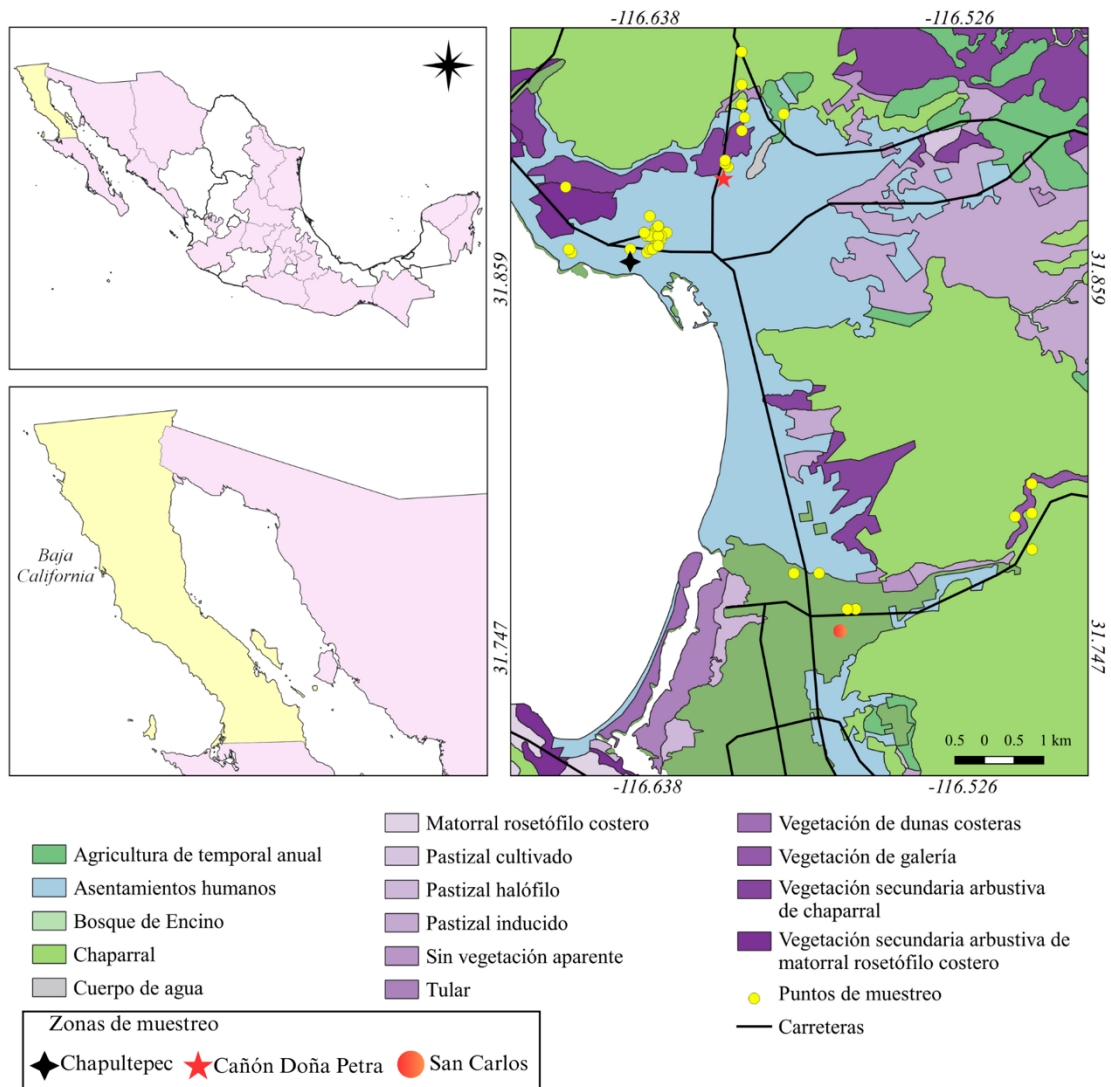 -116.638
-116.526
31.859
31.859
Baja
California
31.747
31.747
0.5 0 0.5 1 km
-116.638
-116.526
Agricultura de temporal anual
Asentamientos humanos
Bosque de Encino
Chaparral
Cuerpo de agua
Matorral rosetófilo costero
Pastizal cultivado
Pastizal halófilo
Pastizal inducido
Sin vegetación aparente
Tular
Vegetación de dunas costeras
Vegetación de galería
Vegetación secundaria arbustiva
de chaparral
Vegetación secundaria arbustiva de
matorral rosetófilo costero
Puntos de muestreo
Carreteras
Zonas de muestreo
Chapultepec
Cañón Doña Petra
San Carlos